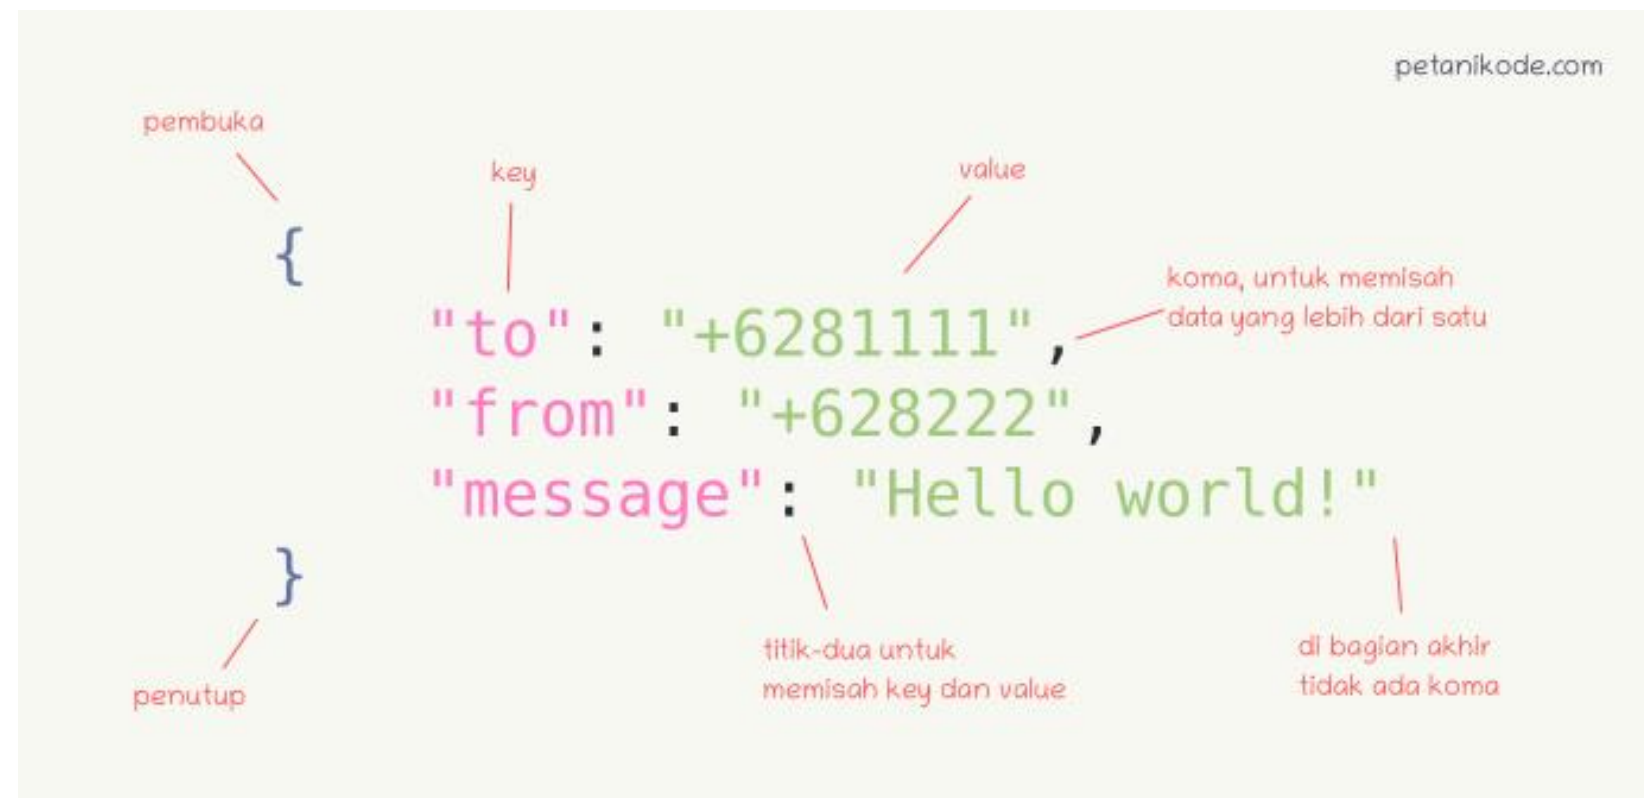 petanikode.com
pembuka
key
value
{
koma, untuk memisah
data yang lebih dari satu
"to": "+6281111",
"from": "+628222",
"message": "Hello world!"
}
titik-dua untuk
memisah key dan value
di bagian akhir
tidak ada koma
penutup